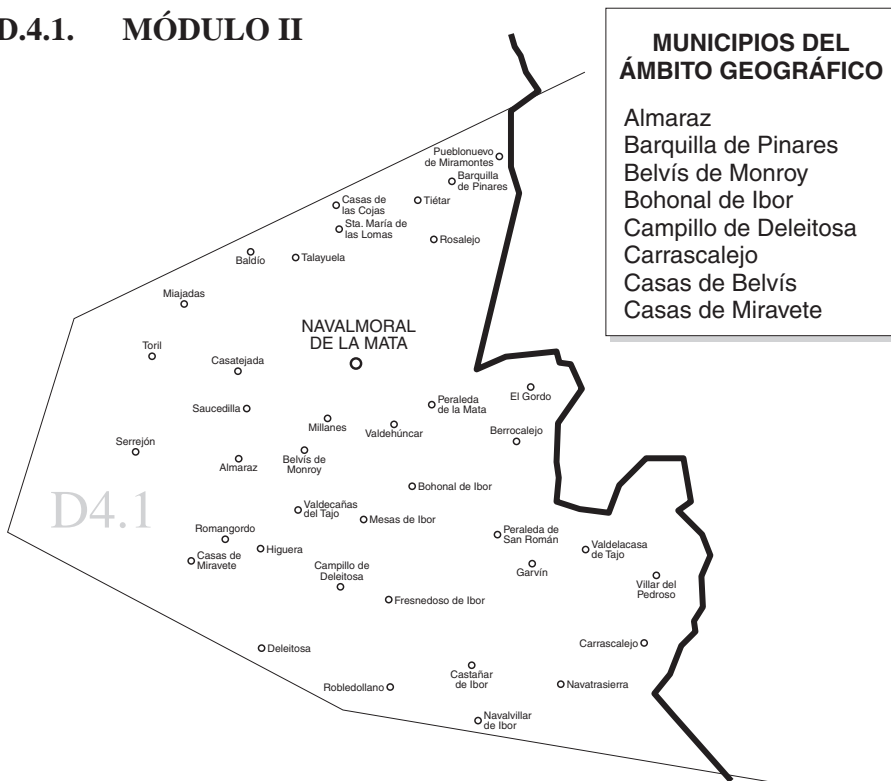 D.4.1. MÓDULO II
MUNICIPIOS DEL
ÁMBITO GEOGRÁFICO
Almaraz
Barquilla de Pinares
Belvís de Monroy
Bohonal de Ibor
Campillo de Deleitosa
Carrascalejo
Casas de Belvís
Casas de Miravete
Pueblonuevo
de Miramontes
Barquilla
de Pinares
Tiétar
Casas de
las Cojas
Sta. María de
las Lomas
Rosalejo
Baldío
Talayuela
Miajadas
NAVALMORAL
DE LA MATA
Toril
Casatejada
El Gordo
Peraleda
de la Mata
Saucedilla
Millanes
Valdehúncar
Berrocalejo
Serrejón
Almaraz
Belvís de
Monroy
Bohonal de Ibor
D4.1
Valdecañas
del Tajo
Mesas de Ibor
Romangordo
Peraleda de
San Román
Valdelacasa
de Tajo
Casas de
Miravete
Higuera
Campillo de
Deleitosa
Garvín
Villar del
Pedroso
Fresnedoso de Ibor
Deleitosa
Carrascalejo
Castañar
de Ibor
Robledollano
Navatrasierra
Navalvillar
de Ibor